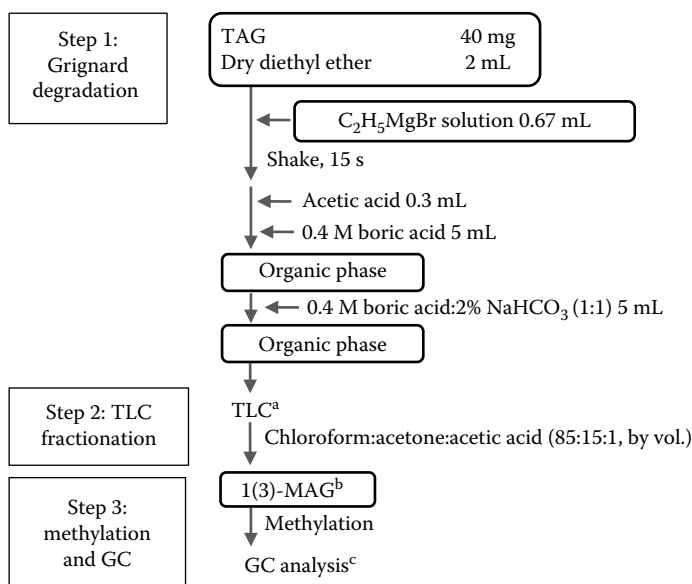 Step 1:
Grignard
degradation
TAG 40 mg
Dry diethyl ether 2 mL
C₂H₅MgBr solution 0.67 mL
Shake, 15 s
Acetic acid 0.3 mL
0.4 M boric acid 5 mL
Organic phase
0.4 M boric acid:2% NaHCO₃ (1:1) 5 mL
Organic phase
Step 2: TLC
fractionation
TLCᵃ
Chloroform:acetone:acetic acid (85:15:1, by vol.)
Step 3:
methylation
and GC
1(3)-MAGᵇ
Methylation
GC analysisᶜ